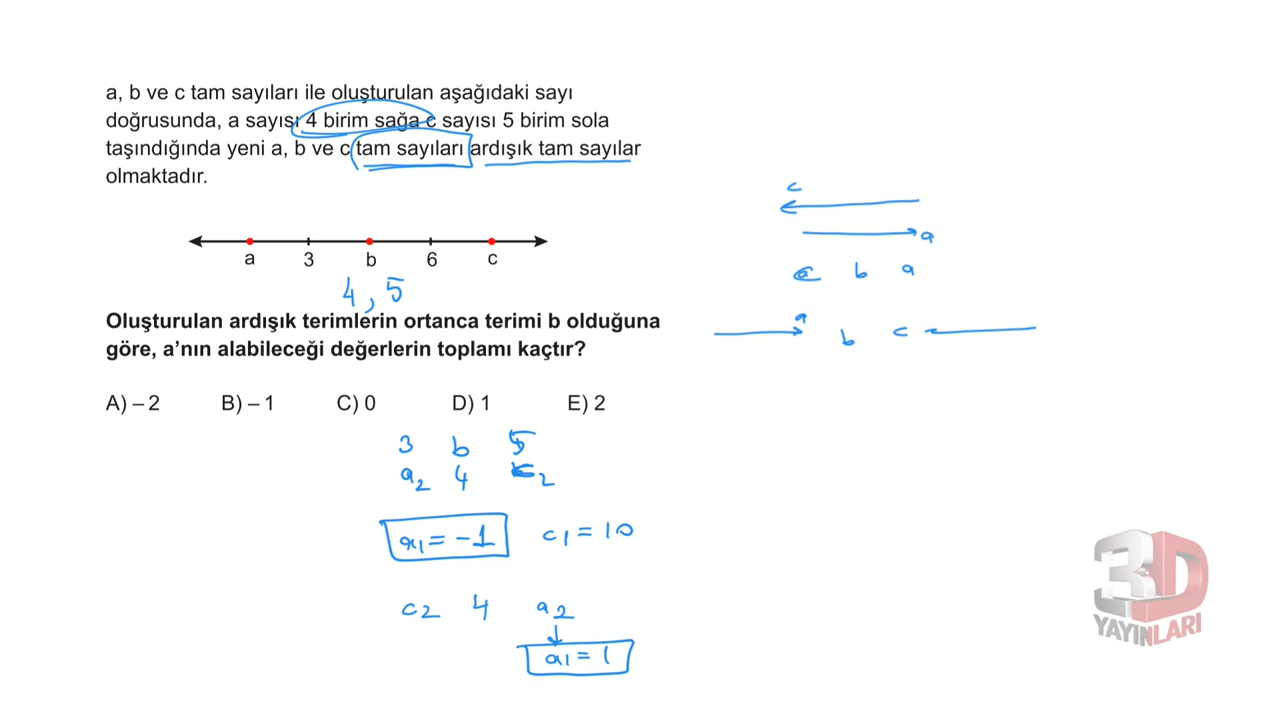 a, b ve c tam sayıları ile oluşturulan aşağıdaki sayı
doğrusunda, a sayısı 4 birim sağa c sayısı 5 birim sola
taşındığında yeni a, b ve c tam sayıları ardışık tam sayılar
olmaktadır.
a 3 b 6 c
4, 5
Oluşturulan ardışık terimlerin ortanca terimi b olduğuna
göre, a’nın alabileceği değerlerin toplamı kaçtır?
A) – 2 B) – 1 C) 0 D) 1 E) 2
3 b 5
a2 4 c2
a1 = -1 c1 = 10
c2 4 a2
a1 = 1
c
a
c b a
a
b c
3D
YAYINLARI